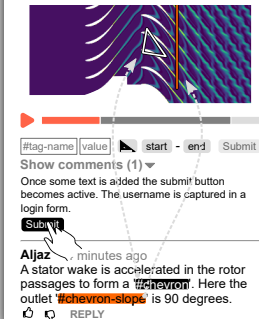 #tag-name value start - end Submit
Show comments (1)
Once some text is added the submit button
becomes active. The username is captured in a
login form.
Submit
Aljaz minutes ago
A stator wake is accelerated in the rotor
passages to form a '#chevron'. Here the
outlet '#chevron-slope' is 90 degrees.
REPLY